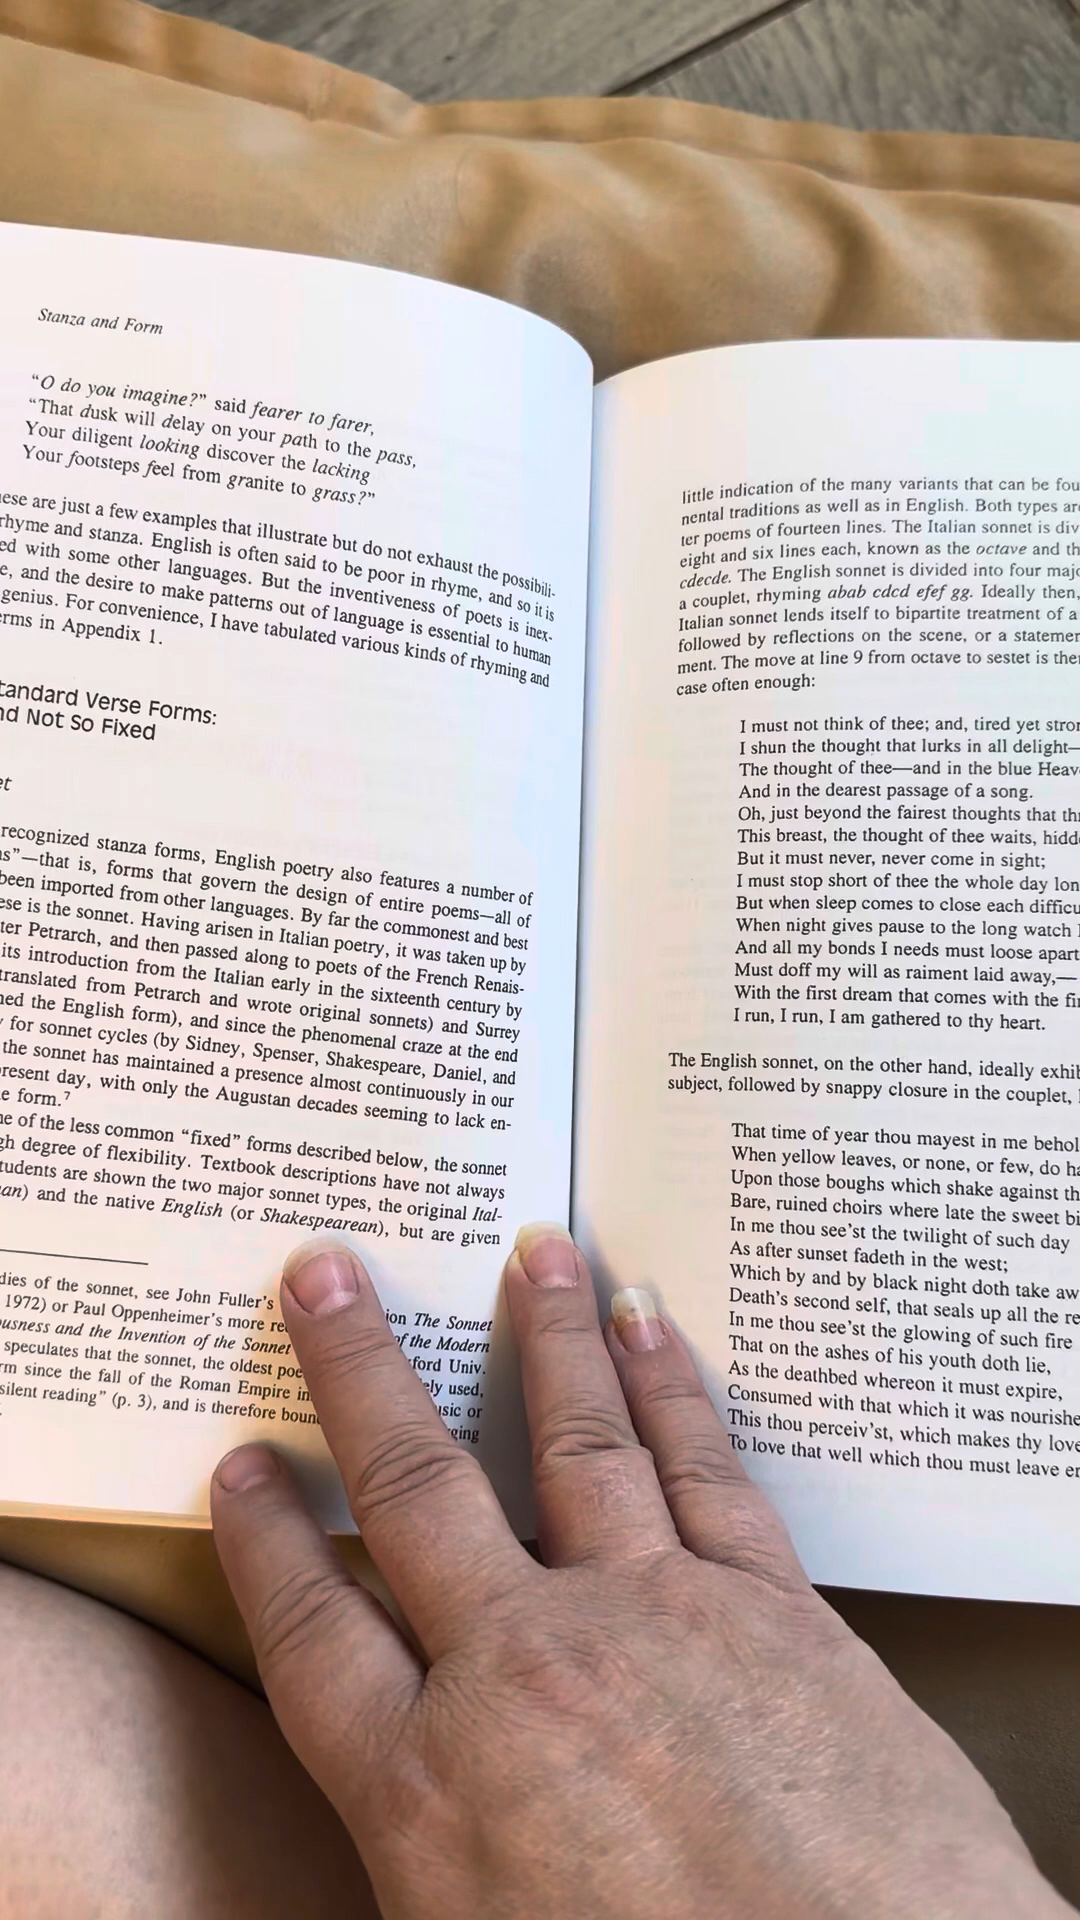 Stanza and Form
"O do you imagine?" said fearer to farer,
"That dusk will delay on your path to the pass,
Your diligent looking discover the lacking
Your footsteps feel from granite to grass?"
ese are just a few examples that illustrate but do not exhaust the possibili-
rhyme and stanza. English is often said to be poor in rhyme, and so it is
ed with some other languages. But the inventiveness of poets is inex-
e, and the desire to make patterns out of language is essential to human
genius. For convenience, I have tabulated various kinds of rhyming and
rms in Appendix 1.
tandard Verse Forms:
nd Not So Fixed
et
recognized stanza forms, English poetry also features a number of
s"—that is, forms that govern the design of entire poems—all of
been imported from other languages. By far the commonest and best
ese is the sonnet. Having arisen in Italian poetry, it was taken up by
ter Petrarch, and then passed along to poets of the French Renais-
its introduction from the Italian early in the sixteenth century by
translated from Petrarch and wrote original sonnets) and Surrey
ned the English form), and since the phenomenal craze at the end
for sonnet cycles (by Sidney, Spenser, Shakespeare, Daniel, and
the sonnet has maintained a presence almost continuously in our
resent day, with only the Augustan decades seeming to lack en-
e form.7
ne of the less common "fixed" forms described below, the sonnet
gh degree of flexibility. Textbook descriptions have not always
tudents are shown the two major sonnet types, the original Ital-
an) and the native English (or Shakespearean), but are given
dies of the sonnet, see John Fuller's ion The Sonnet
1972) or Paul Oppenheimer's more re of the Modern
usness and the Invention of the Sonnet ford Univ.
speculates that the sonnet, the oldest poe ely used,
rm since the fall of the Roman Empire in usic or
silent reading" (p. 3), and is therefore boun rging
little indication of the many variants that can be fou
nental traditions as well as in English. Both types are
ter poems of fourteen lines. The Italian sonnet is div
eight and six lines each, known as the octave and th
cdecde. The English sonnet is divided into four majo
a couplet, rhyming abab cdcd efef gg. Ideally then,
Italian sonnet lends itself to bipartite treatment of a
followed by reflections on the scene, or a statemen
ment. The move at line 9 from octave to sestet is ther
case often enough:
I must not think of thee; and, tired yet stron
I shun the thought that lurks in all delight—
The thought of thee—and in the blue Heav
And in the dearest passage of a song.
Oh, just beyond the fairest thoughts that th
This breast, the thought of thee waits, hidde
But it must never, never come in sight;
I must stop short of thee the whole day lon
But when sleep comes to close each difficu
When night gives pause to the long watch I
And all my bonds I needs must loose apart
Must doff my will as raiment laid away,—
With the first dream that comes with the fir
I run, I run, I am gathered to thy heart.
The English sonnet, on the other hand, ideally exhib
subject, followed by snappy closure in the couplet,
That time of year thou mayest in me behol
When yellow leaves, or none, or few, do ha
Upon those boughs which shake against th
Bare, ruined choirs where late the sweet bi
In me thou see'st the twilight of such day
As after sunset fadeth in the west;
Which by and by black night doth take aw
Death's second self, that seals up all the re
In me thou see'st the glowing of such fire
That on the ashes of his youth doth lie,
As the deathbed whereon it must expire,
Consumed with that which it was nourishe
This thou perceiv'st, which makes thy love
To love that well which thou must leave er